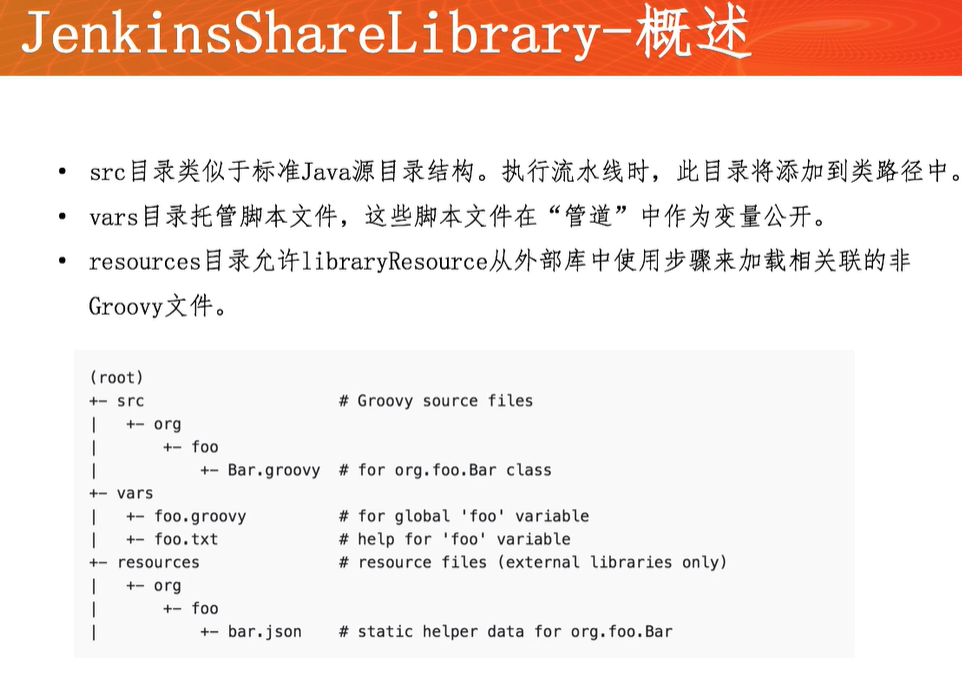 JenkinsShareLibrary-概述
• src目录类似于标准Java源目录结构。执行流水线时，此目录将添加到类路径中。
• vars目录托管脚本文件，这些脚本文件在“管道”中作为变量公开。
• resources目录允许libraryResource从外部库中使用步骤来加载相关联的非
Groovy文件。
(root)
+- src                     # Groovy source files
|   +- org
|       +- foo
|           +- Bar.groovy  # for org.foo.Bar class
+- vars
|   +- foo.groovy          # for global 'foo' variable
|   +- foo.txt             # help for 'foo' variable
+- resources               # resource files (external libraries only)
|   +- org
|       +- foo
|           +- bar.json    # static helper data for org.foo.Bar